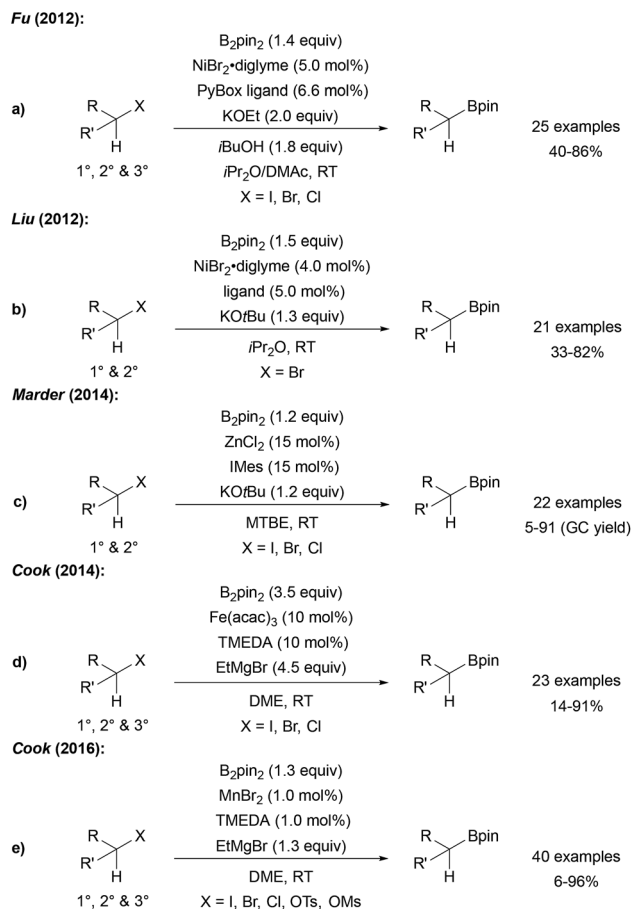 Fu (2012):
B2pin2 (1.4 equiv)
NiBr2•diglyme (5.0 mol%)
PyBox ligand (6.6 mol%)
KOEt (2.0 equiv)
iBuOH (1.8 equiv)
iPr2O/DMAc, RT
X = I, Br, Cl
a)
R
X
R'
H
1°, 2° & 3°
R
Bpin
R'
H
25 examples
40-86%
Liu (2012):
B2pin2 (1.5 equiv)
NiBr2•diglyme (4.0 mol%)
ligand (5.0 mol%)
KOtBu (1.3 equiv)
iPr2O, RT
X = Br
b)
R
X
R'
H
1° & 2°
R
Bpin
R'
H
21 examples
33-82%
Marder (2014):
B2pin2 (1.2 equiv)
ZnCl2 (15 mol%)
IMes (15 mol%)
KOtBu (1.2 equiv)
MTBE, RT
X = I, Br, Cl
c)
R
X
R'
H
1° & 2°
R
Bpin
R'
H
22 examples
5-91 (GC yield)
Cook (2014):
B2pin2 (3.5 equiv)
Fe(acac)3 (10 mol%)
TMEDA (10 mol%)
EtMgBr (4.5 equiv)
DME, RT
X = I, Br, Cl
d)
R
X
R'
H
1°, 2° & 3°
R
Bpin
R'
H
23 examples
14-91%
Cook (2016):
B2pin2 (1.3 equiv)
MnBr2 (1.0 mol%)
TMEDA (1.0 mol%)
EtMgBr (1.3 equiv)
DME, RT
X = I, Br, Cl, OTs, OMs
e)
R
X
R'
H
1°, 2° & 3°
R
Bpin
R'
H
40 examples
6-96%